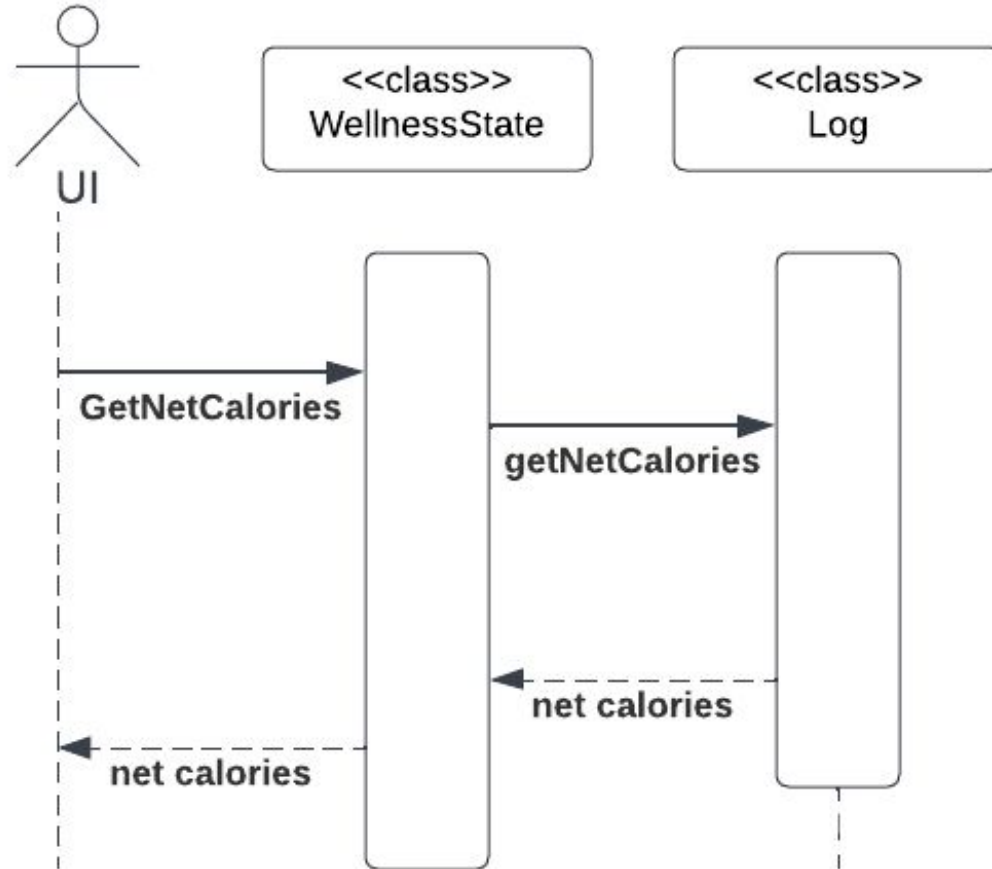 <<class>>
WellnessState
<<class>>
Log
UI
GetNetCalories
getNetCalories
net calories
net calories